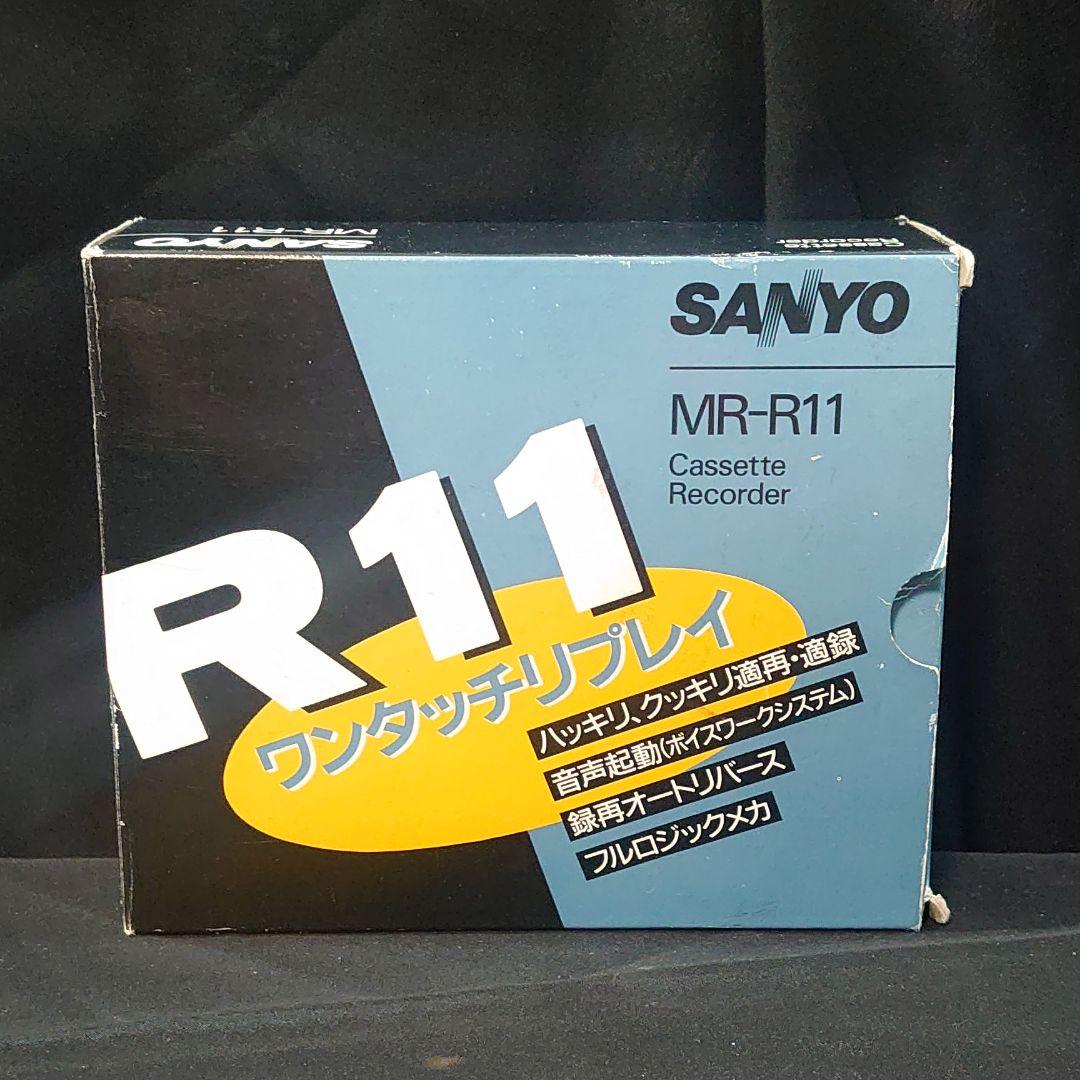 SANYO
MR-R11
Cassette
Recorder
SANYO
MR-R11
Cassette
Recorder
R11
ワンタッチリプレイ
ハッキリ、クッキリ適再・適録
音声起動(ボイスワークシステム)
録再オートリバース
フルロジックメカ